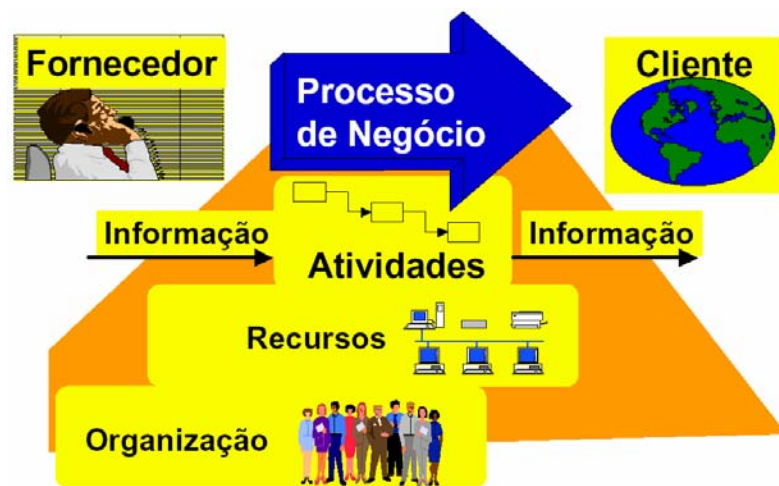 Fornecedor
Processo
de Negócio
Cliente
Informação
Informação
Atividades
Recursos
Organização